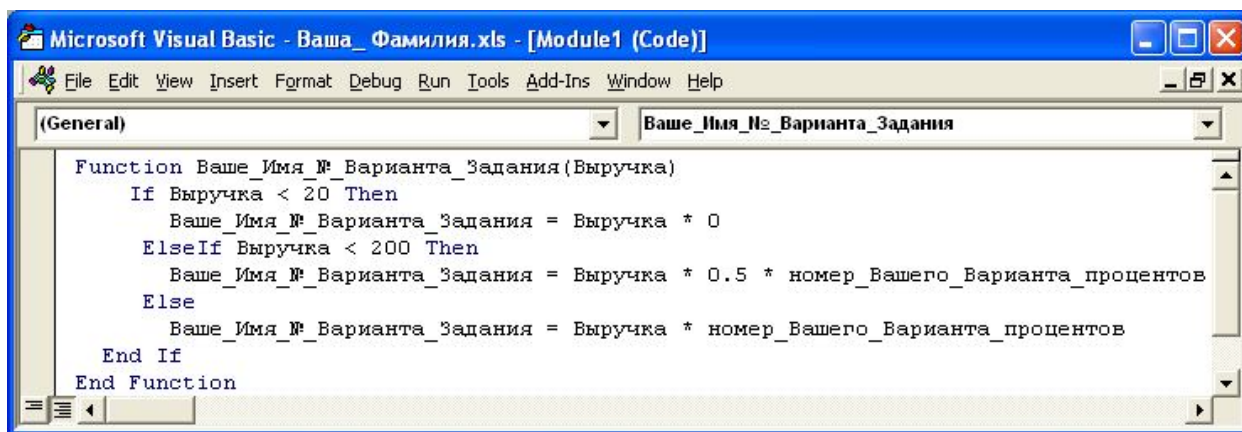 Microsoft Visual Basic - Ваша_ Фамилия.xls - [Module1 (Code)]
File Edit View Insert Format Debug Run Tools Add-Ins Window Help
(General) Ваше_Имя_№_Варианта_Задания
Function Ваше_Имя_№_Варианта_Задания(Выручка)
If Выручка < 20 Then
Ваше_Имя_№_Варианта_Задания = Выручка * 0
ElseIf Выручка < 200 Then
Ваше_Имя_№_Варианта_Задания = Выручка * 0.5 * номер_Вашего_Варианта_процентов
Else
Ваше_Имя_№_Варианта_Задания = Выручка * номер_Вашего_Варианта_процентов
End If
End Function